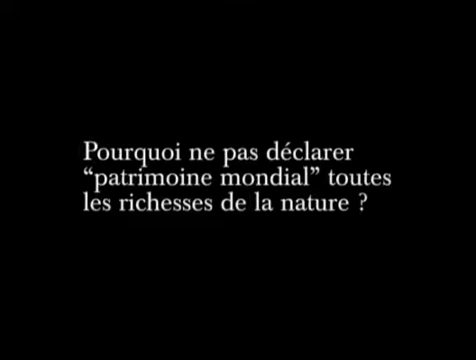 Pourquoi ne pas déclarer
“patrimoine mondial” toutes
les richesses de la nature ?